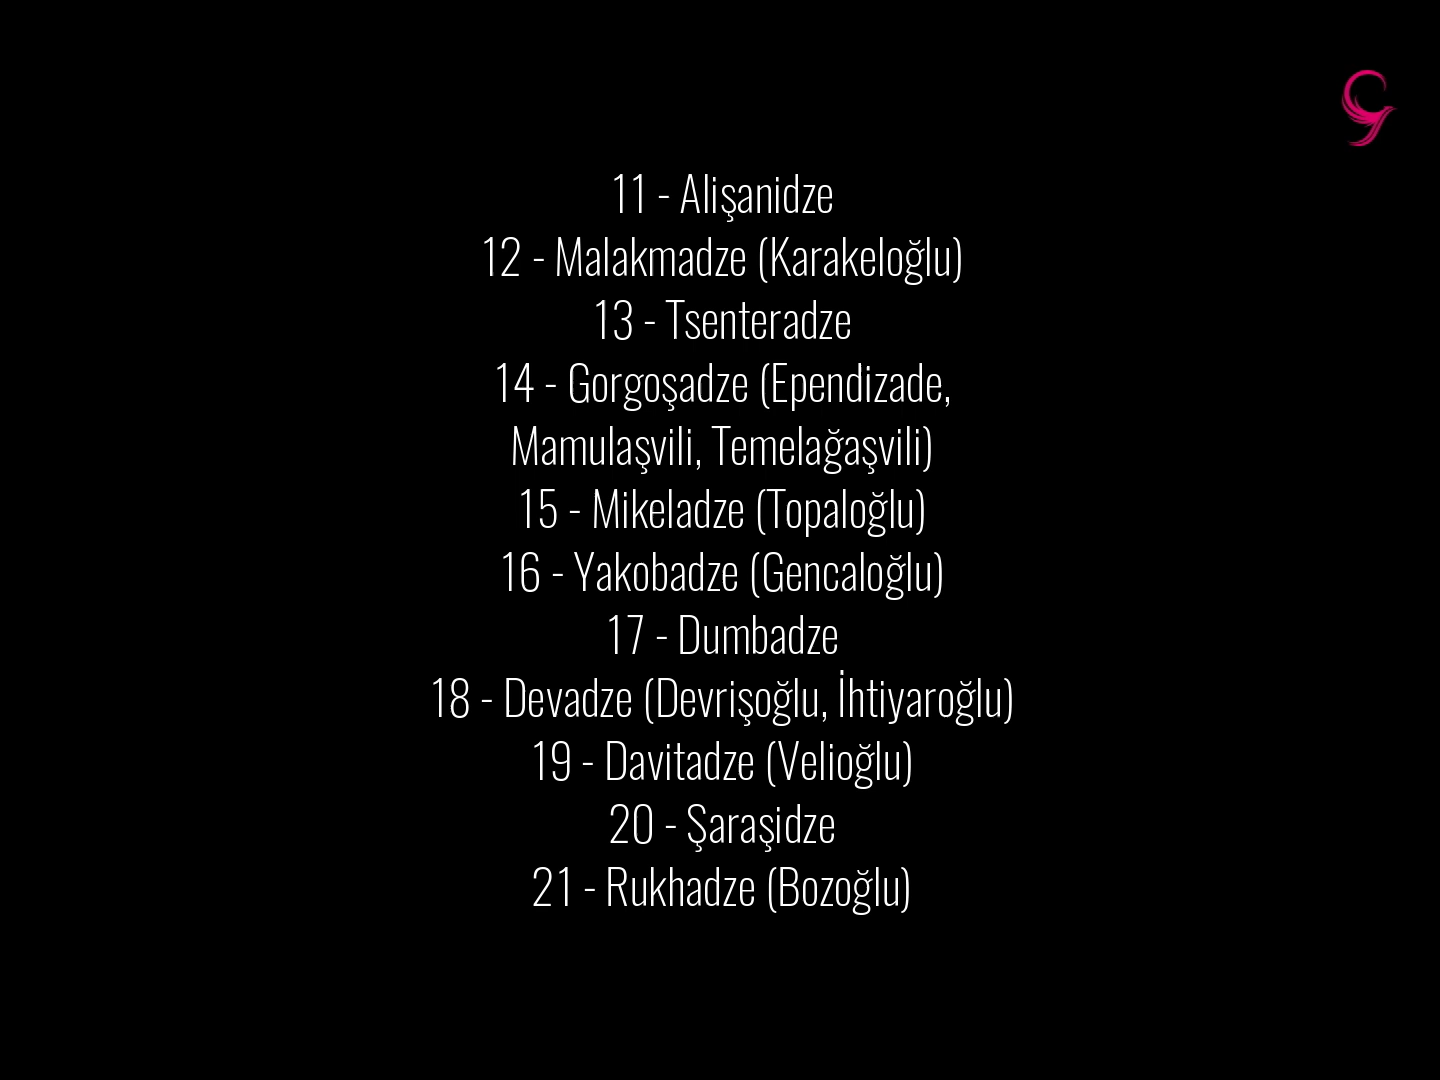 11 - Alişanidze
12 - Malakmadze (Karakeloğlu)
13 - Tsenteradze
14 - Gorgoşadze (Ependizade,
Mamulaşvili, Temelağaşvili)
15 - Mikeladze (Topaloğlu)
16 - Yakobadze (Gencaloğlu)
17 - Dumbadze
18 - Devadze (Devrişoğlu, İhtiyaroğlu)
19 - Davitadze (Velioğlu)
20 - Şaraşidze
21 - Rukhadze (Bozoğlu)